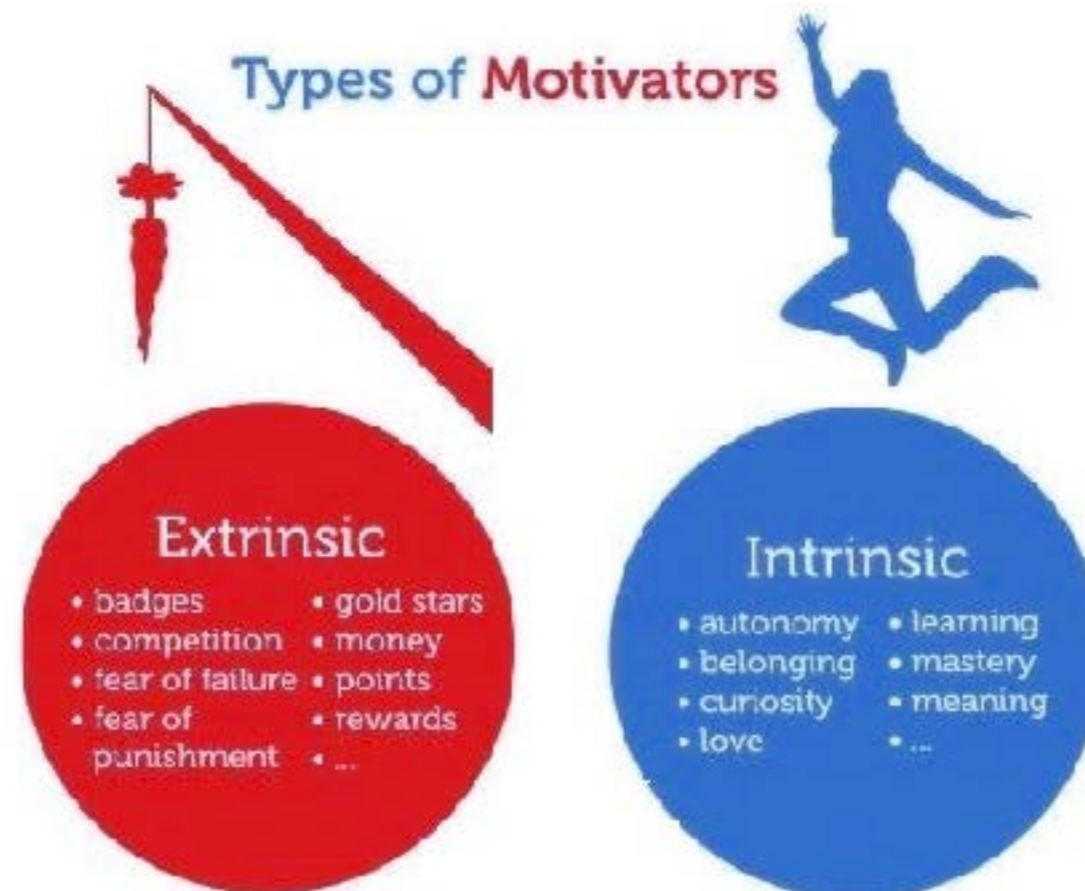 Types of Motivators
Extrinsic
• badges
• competition
• fear of failure
• fear of
punishment
• gold stars
• money
• points
• rewards
• ...
Intrinsic
• autonomy
• belonging
• curiosity
• love
• learning
• mastery
• meaning
• ...